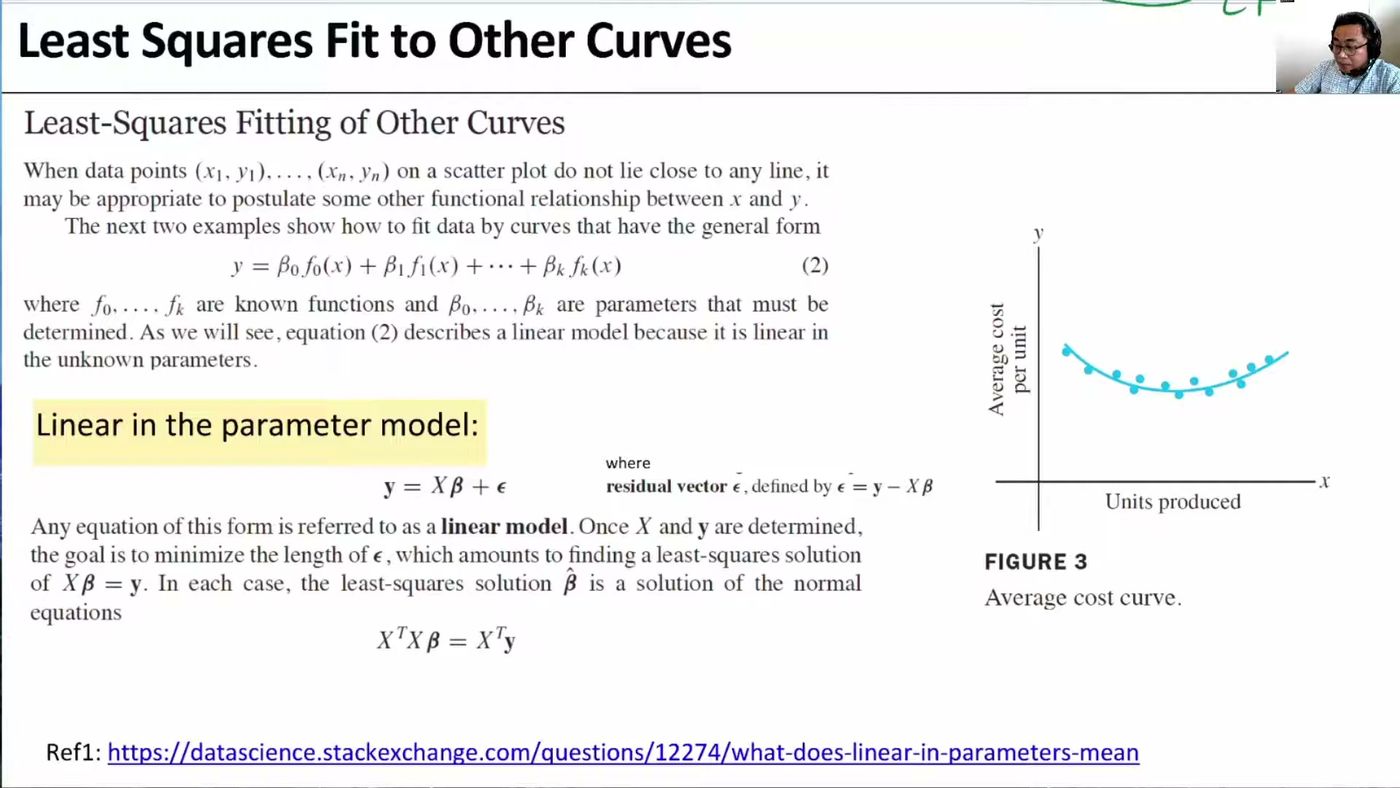 Least Squares Fit to Other Curves
Least-Squares Fitting of Other Curves
When data points (x₁, y₁), . . . , (xₙ, yₙ) on a scatter plot do not lie close to any line, it
may be appropriate to postulate some other functional relationship between x and y.
The next two examples show how to fit data by curves that have the general form
y = β₀f₀(x) + β₁f₁(x) + ··· + βₖfₖ(x) (2)
where f₀, . . . , fₖ are known functions and β₀, . . . , βₖ are parameters that must be
determined. As we will see, equation (2) describes a linear model because it is linear in
the unknown parameters.
Linear in the parameter model:
y = Xβ + ϵ
where
residual vector ϵ, defined by ϵ = y − Xβ
Any equation of this form is referred to as a linear model. Once X and y are determined,
the goal is to minimize the length of ϵ, which amounts to finding a least-squares solution
of Xβ = y. In each case, the least-squares solution β̂ is a solution of the normal
equations
XᵀXβ = Xᵀy
y
Average cost
per unit
x
Units produced
FIGURE 3
Average cost curve.
Ref1: https://datascience.stackexchange.com/questions/12274/what-does-linear-in-parameters-mean